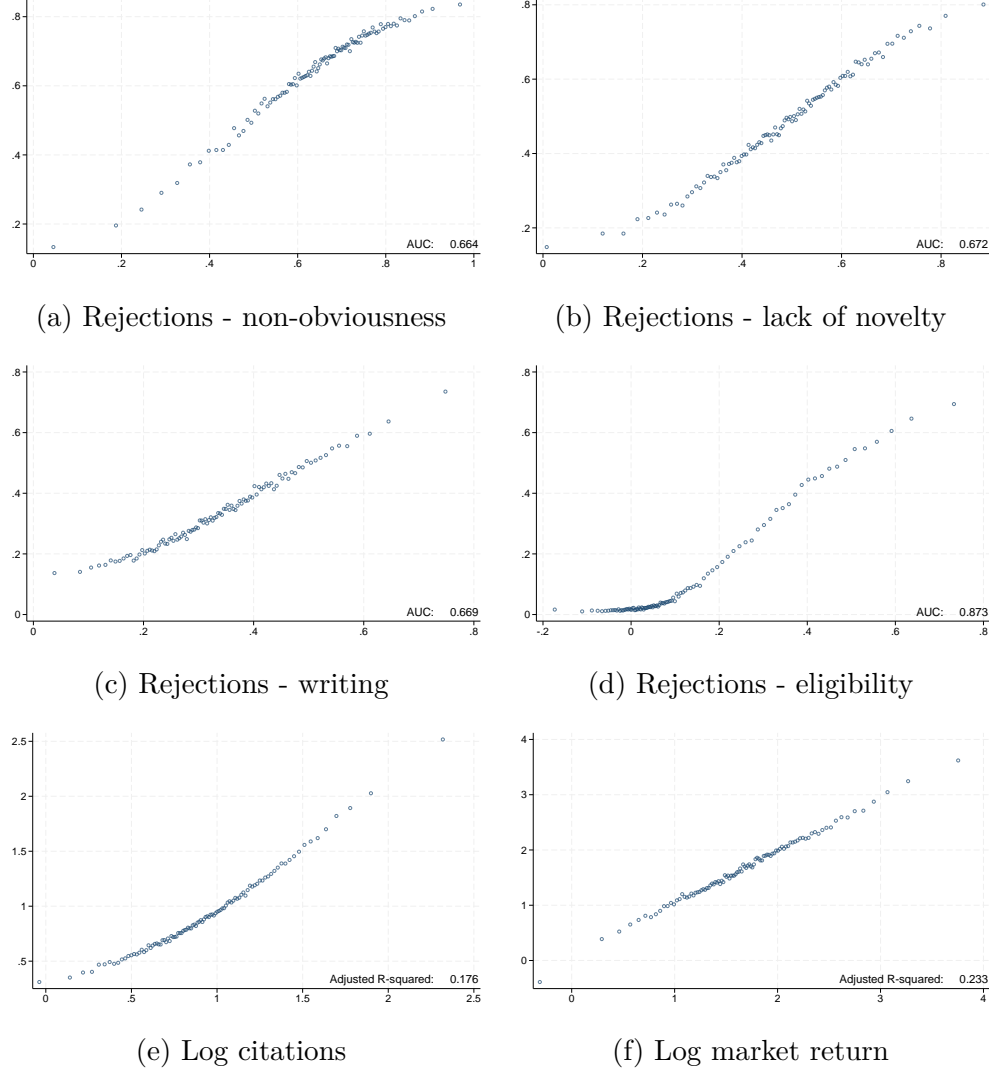 .8
.6
.4
.2
AUC: 0.664
0 .2 .4 .6 .8 1
(a) Rejections - non-obviousness
.8
.6
.4
.2
AUC: 0.672
0 .2 .4 .6 .8
(b) Rejections - lack of novelty
.8
.6
.4
.2
0
AUC: 0.669
0 .2 .4 .6 .8
(c) Rejections - writing
.8
.6
.4
.2
0
AUC: 0.873
-.2 0 .2 .4 .6 .8
(d) Rejections - eligibility
2.5
2
1.5
1
.5
Adjusted R-squared: 0.176
0 .5 1 1.5 2 2.5
(e) Log citations
4
3
2
1
0
Adjusted R-squared: 0.233
0 1 2 3 4
(f) Log market return